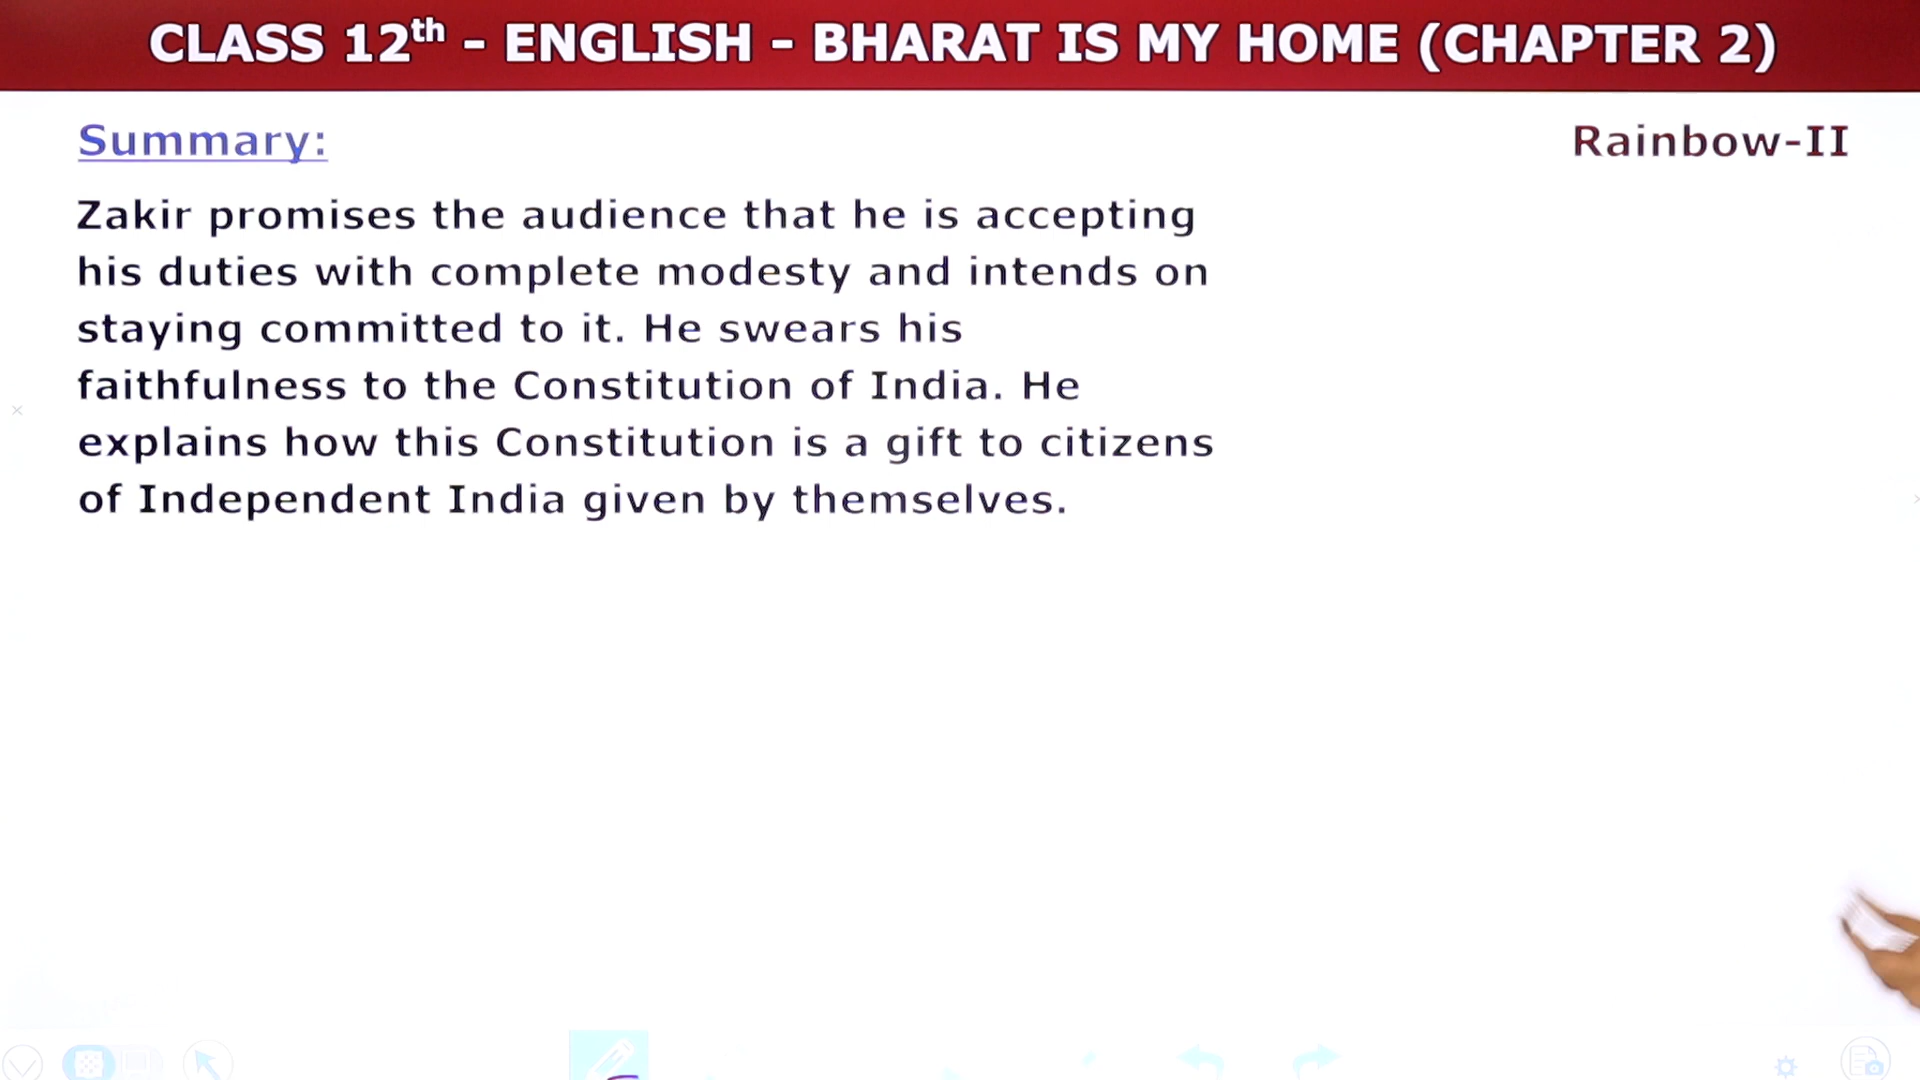 CLASS 12th - ENGLISH - BHARAT IS MY HOME (CHAPTER 2)
Summary:
Rainbow-II
Zakir promises the audience that he is accepting
his duties with complete modesty and intends on
staying committed to it. He swears his
faithfulness to the Constitution of India. He
explains how this Constitution is a gift to citizens
of Independent India given by themselves.